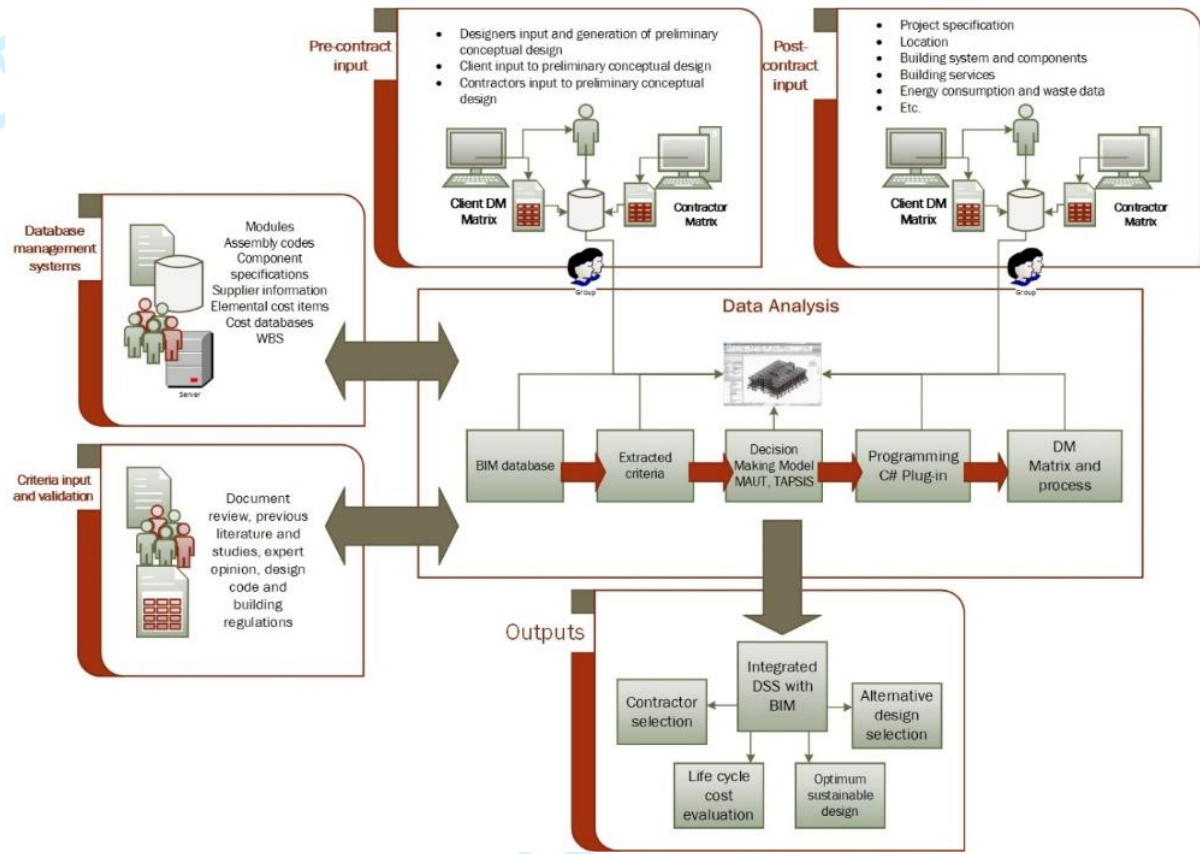 Pre-contract
input
• Designers input and generation of preliminary
conceptual design
• Client input to preliminary conceptual design
• Contractors input to preliminary conceptual
design
Client DM
Matrix
Contractor
Matrix
Group
Post-
contract
input
• Project specification
• Location
• Building system and components
• Building services
• Energy consumption and waste data
• Etc.
Client DM
Matrix
Contractor
Matrix
Group
Database
management
systems
Modules
Assembly codes
Component
specifications
Supplier information
Elemental cost items
Cost databases
WBS
Server
Criteria input
and validation
Document
review, previous
literature and
studies, expert
opinion, design
code and
building
regulations
Data Analysis
BIM database
Extracted
criteria
Decision
Making Model
MAUT, TAPSIS
Programming
C# Plug-in
DM
Matrix and
process
Outputs
Integrated
DSS with
BIM
Contractor
selection
Alternative
design
selection
Life cycle
cost
evaluation
Optimum
sustainable
design